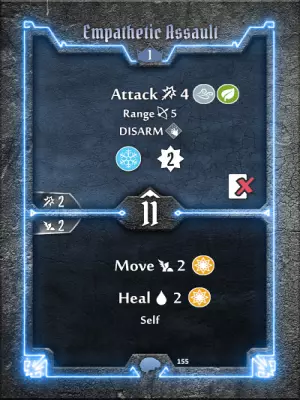 Empathetic Assault
1
Attack 4
Range 5
DISARM
2
2
11
2
Move 2
Heal 2
Self
155